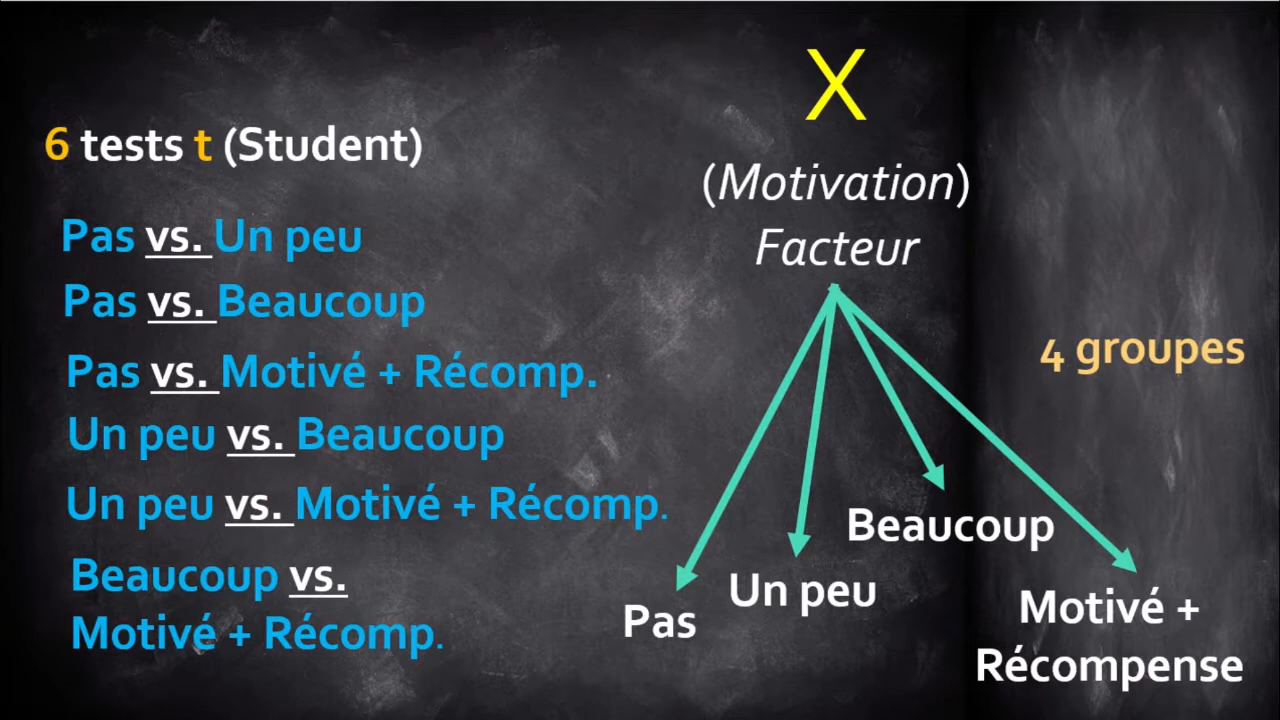 6 tests t (Student)
Pas vs. Un peu
Pas vs. Beaucoup
Pas vs. Motivé + Récomp.
Un peu vs. Beaucoup
Un peu vs. Motivé + Récomp.
Beaucoup vs.
Motivé + Récomp.
X
(Motivation)
Facteur
4 groupes
Pas
Un peu
Beaucoup
Motivé +
Récompense